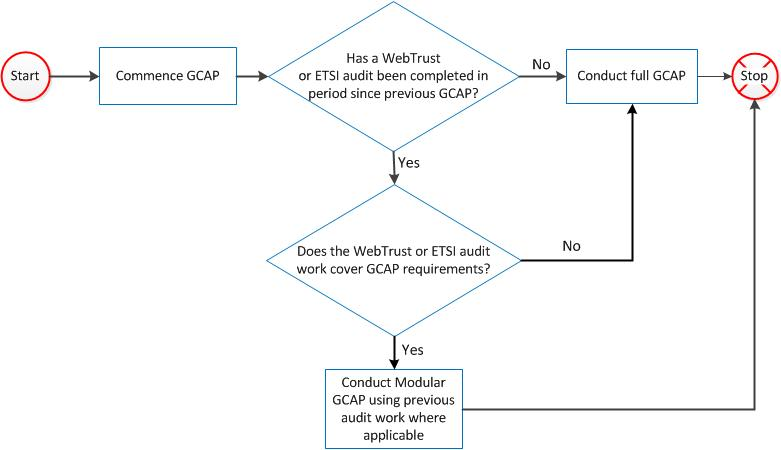 Start
Commence GCAP
Has a WebTrust
or ETSI audit been completed in
period since previous GCAP?
No
Conduct full GCAP
Stop
Yes
Does the WebTrust or ETSI audit
work cover GCAP requirements?
No
Yes
Conduct Modular
GCAP using previous
audit work where
applicable